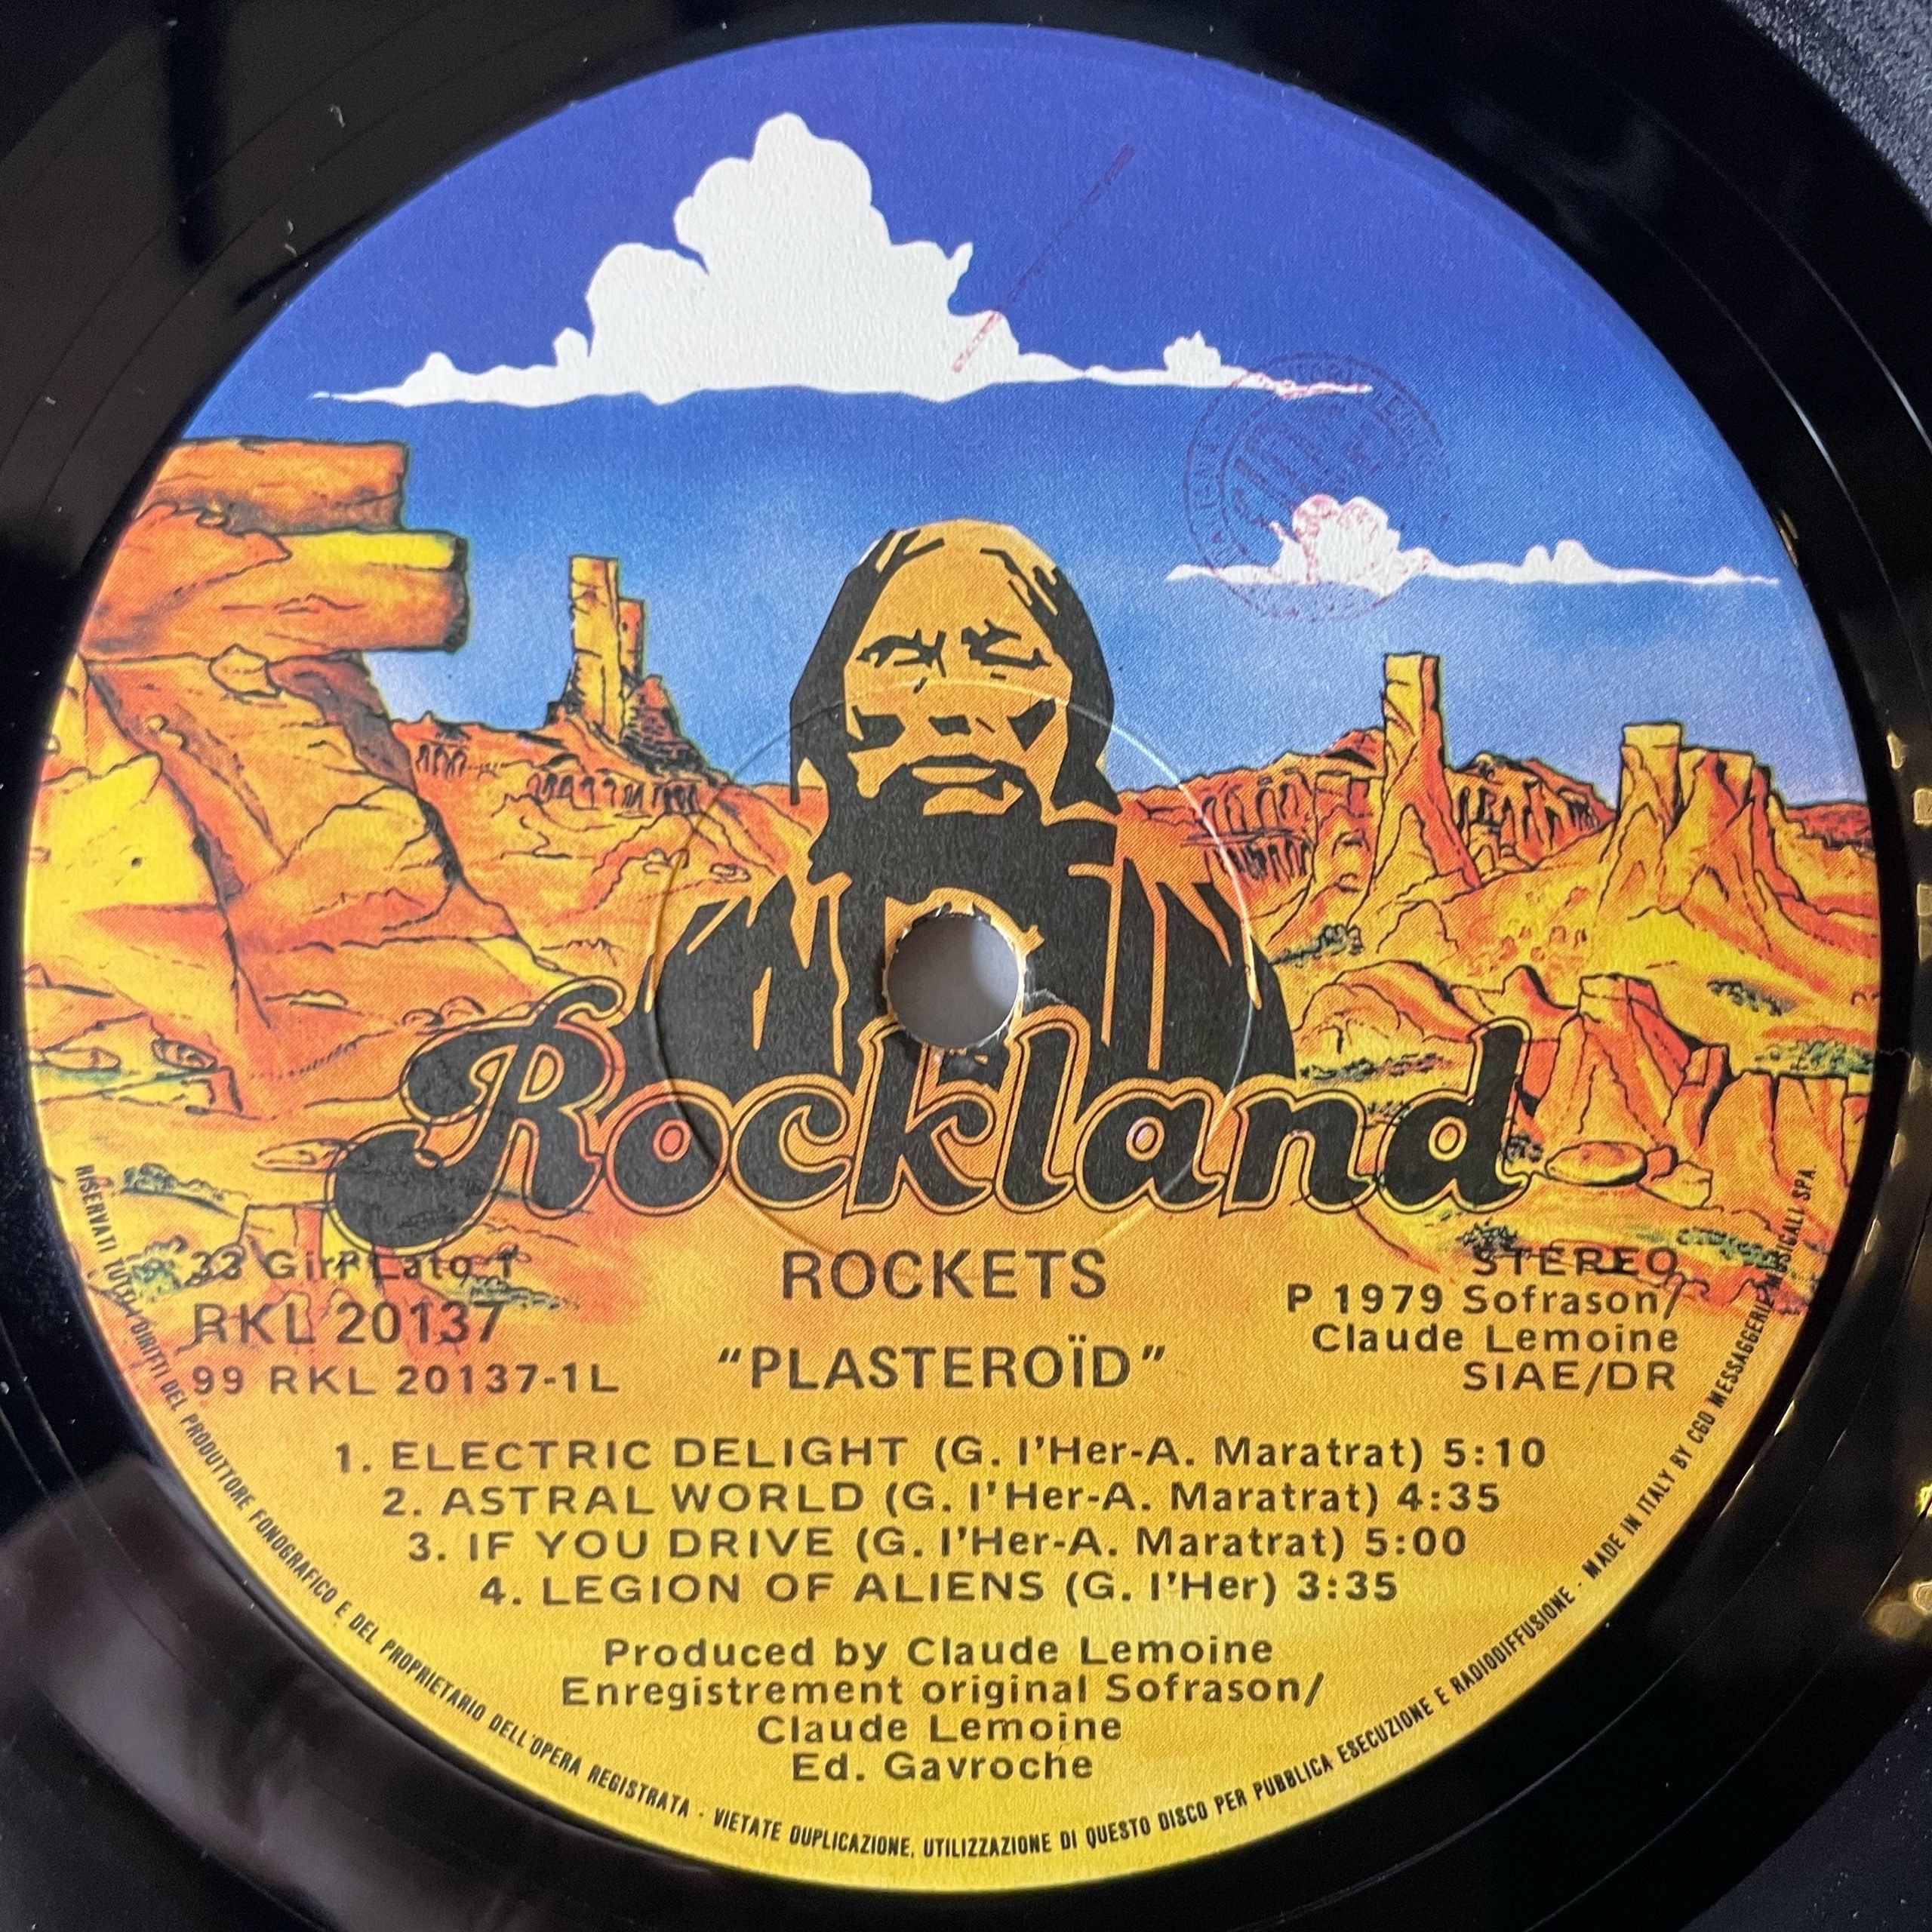 Rockland
33 Giri Lato 1
RKL 20137
99 RKL 20137-1L
ROCKETS
“PLASTEROÏD”
STEREO
P 1979 Sofrason/
Claude Lemoine
SIAE/DR
1. ELECTRIC DELIGHT (G. l'Her-A. Maratrat) 5:10
2. ASTRAL WORLD (G. l'Her-A. Maratrat) 4:35
3. IF YOU DRIVE (G. l'Her-A. Maratrat) 5:00
4. LEGION OF ALIENS (G. l'Her) 3:35
Produced by Claude Lemoine
Enregistrement original Sofrason/
Claude Lemoine
Ed. Gavroche
RISERVATI TUTTI I DIRITTI DEL PRODUTTORE FONOGRAFICO E DEL PROPRIETARIO DELL'OPERA REGISTRATA - VIETATE DUPLICAZIONE, UTILIZZAZIONE DI QUESTO DISCO PER PUBBLICA ESECUZIONE E RADIODIFFUSIONE - MADE IN ITALY BY CGD MESSAGGERIE MUSICALI SPA.